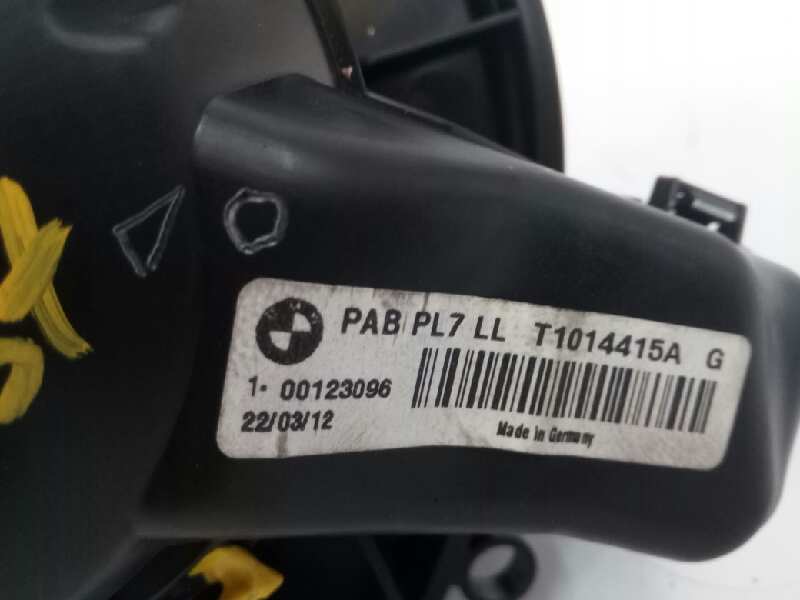 PAB PL7 LL T1014415A G
1- 00123096
22/03/12
Made in Germany